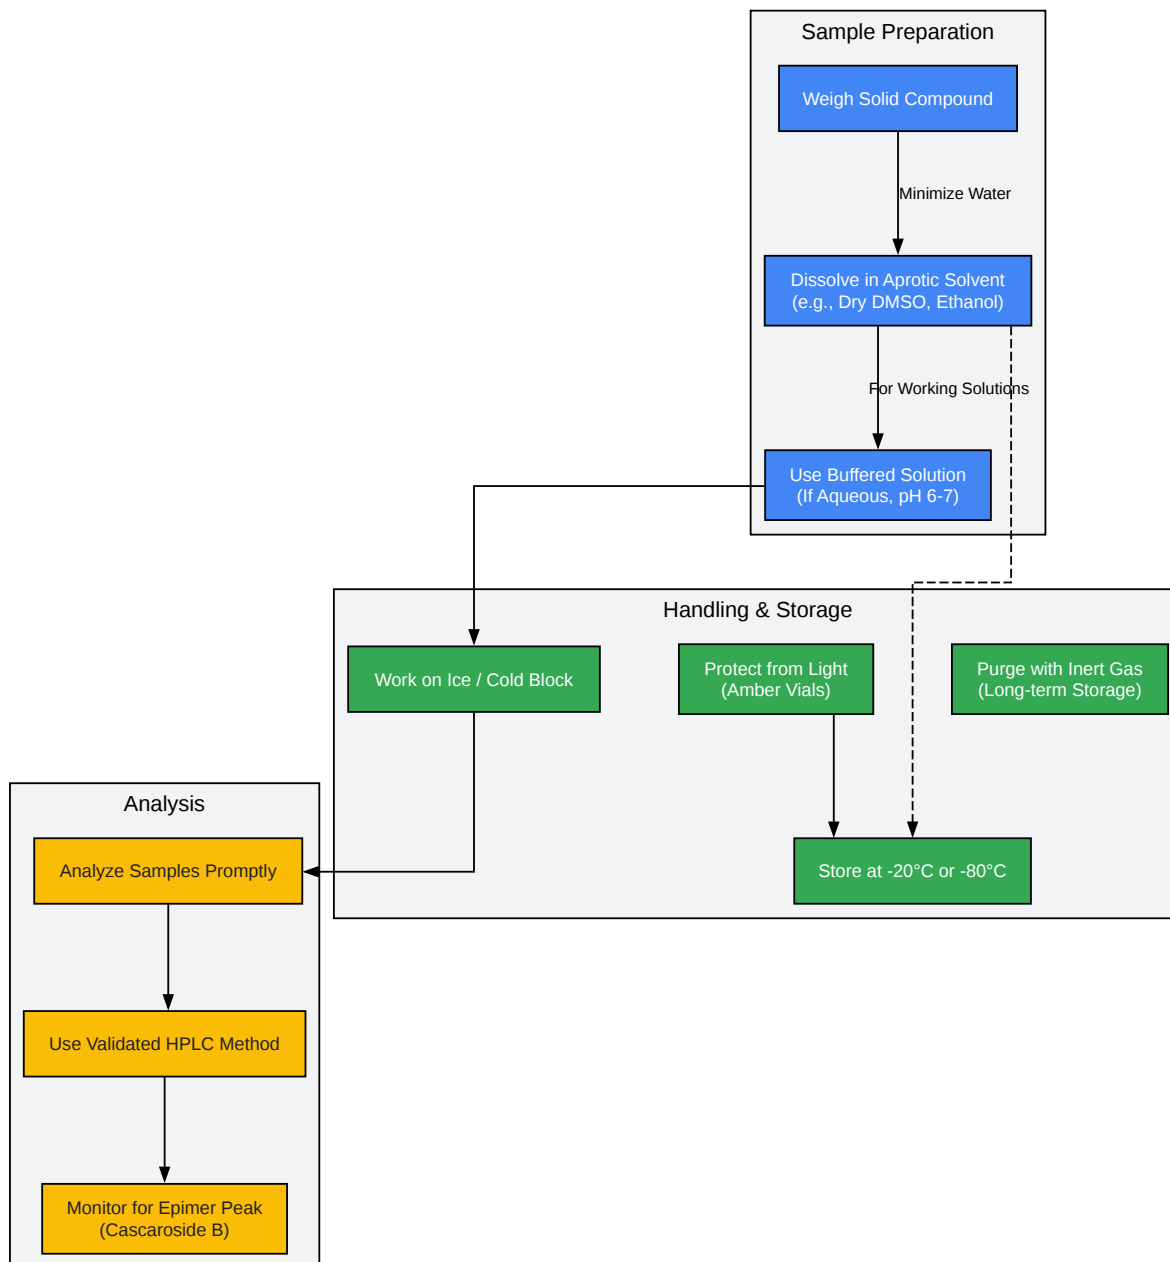 Sample Preparation
Weigh Solid Compound
Minimize Water
Dissolve in Aprotic Solvent
(e.g., Dry DMSO, Ethanol)
For Working Solutions
Use Buffered Solution
(If Aqueous, pH 6-7)
Handling & Storage
Work on Ice / Cold Block
Protect from Light
(Amber Vials)
Purge with Inert Gas
(Long-term Storage)
Store at -20°C or -80°C
Analysis
Analyze Samples Promptly
Use Validated HPLC Method
Monitor for Epimer Peak
(Cascaroside B)